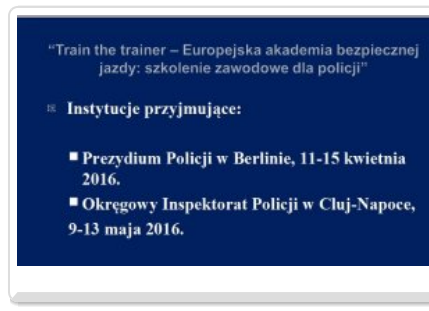 “Train the trainer – Europejska akademia bezpiecznej
jazdy: szkolenie zawodowe dla policji”
Instytucje przyjmujące:
Prezydium Policji w Berlinie, 11-15 kwietnia
2016.
Okręgowy Inspektorat Policji w Cluj-Napoce,
9-13 maja 2016.